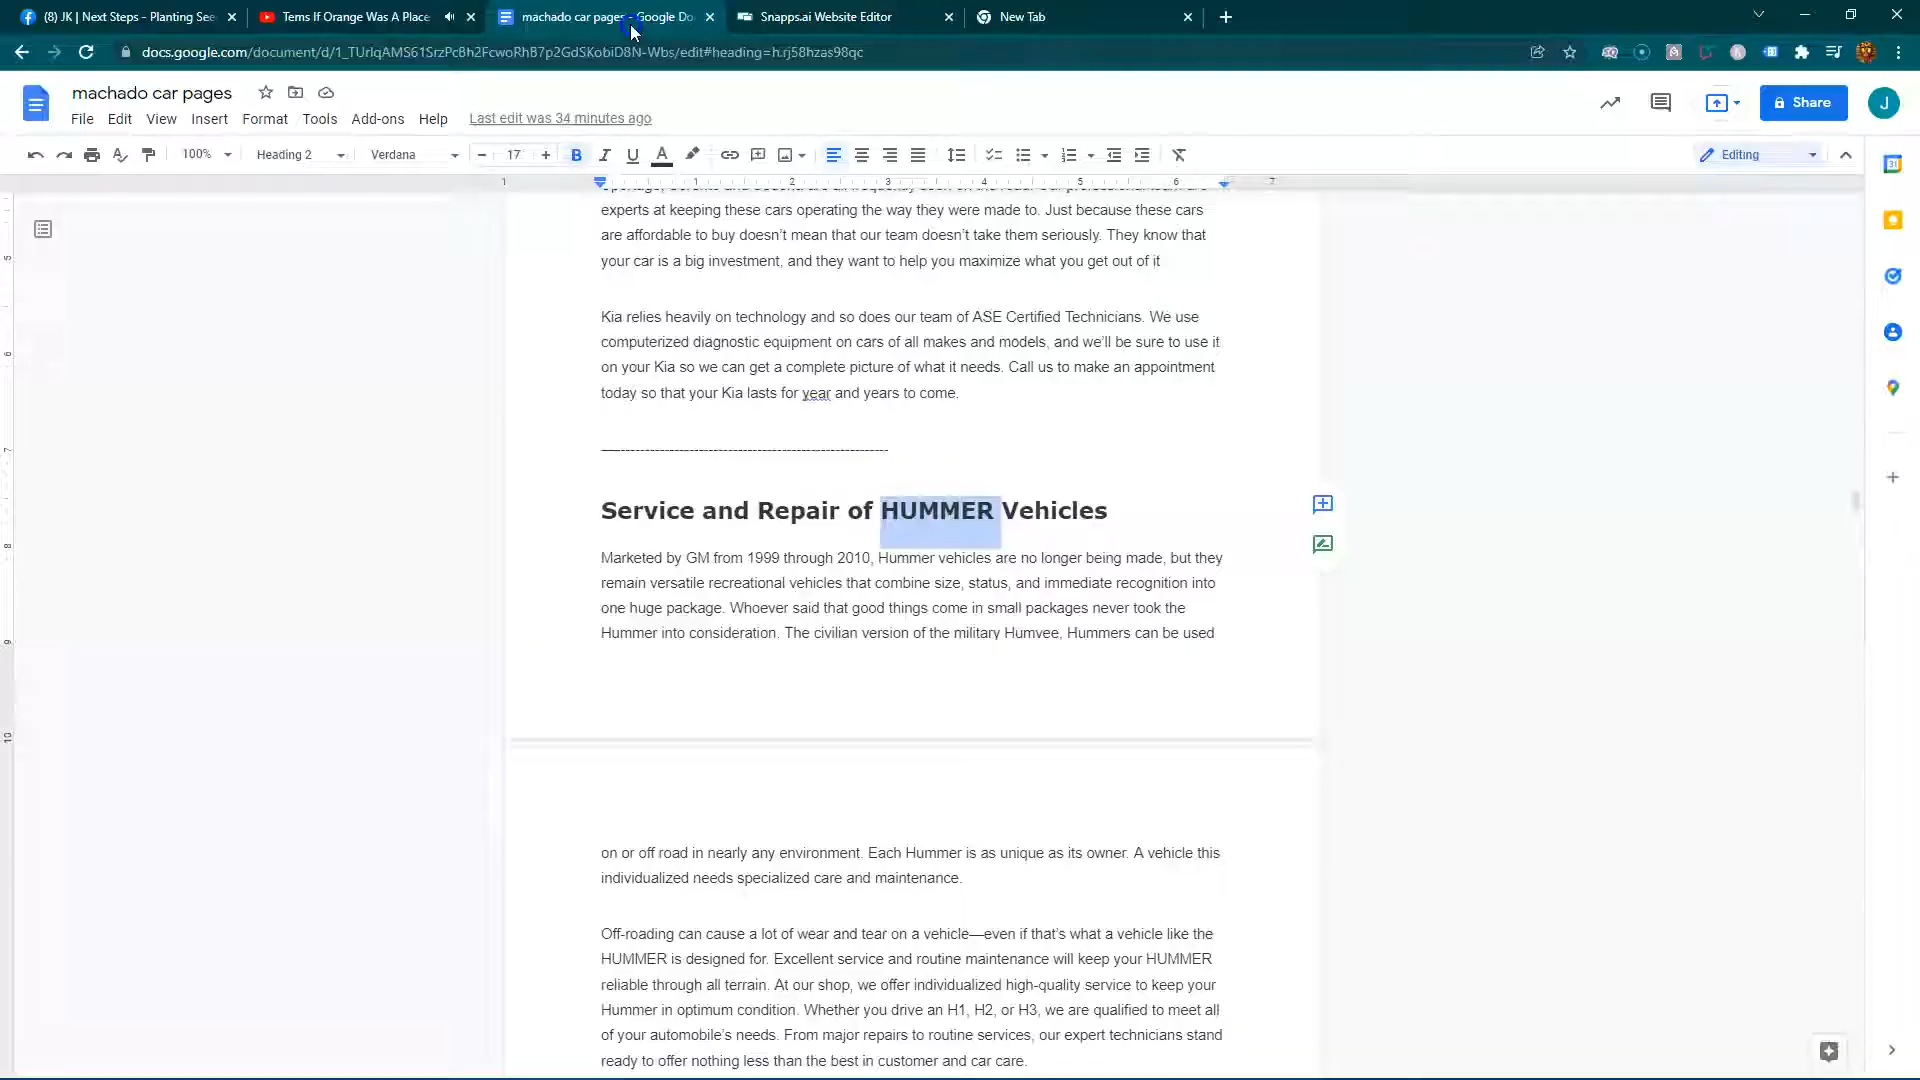 (8) JK | Next Steps - Planting See
Tems If Orange Was A Place
machado car pages - Google Do
Snapps.ai Website Editor
New Tab
docs.google.com/document/d/1_TUrlqAMS61SrzPcBh2FcwoRhB7p2GdSKobiD8N-Wbs/edit#heading=h.rj58hzas98qc
machado car pages
File Edit View Insert Format Tools Add-ons Help Last edit was 34 minutes ago
Share
J
100% Heading 2 Verdana 17 Editing
1 1 2 3 4 5 6 7
experts at keeping these cars operating the way they were made to. Just because these cars
are affordable to buy doesn't mean that our team doesn't take them seriously. They know that
your car is a big investment, and they want to help you maximize what you get out of it
Kia relies heavily on technology and so does our team of ASE Certified Technicians. We use
computerized diagnostic equipment on cars of all makes and models, and we'll be sure to use it
on your Kia so we can get a complete picture of what it needs. Call us to make an appointment
today so that your Kia lasts for year and years to come.
Service and Repair of HUMMER Vehicles
Marketed by GM from 1999 through 2010, Hummer vehicles are no longer being made, but they
remain versatile recreational vehicles that combine size, status, and immediate recognition into
one huge package. Whoever said that good things come in small packages never took the
Hummer into consideration. The civilian version of the military Humvee, Hummers can be used
on or off road in nearly any environment. Each Hummer is as unique as its owner. A vehicle this
individualized needs specialized care and maintenance.
Off-roading can cause a lot of wear and tear on a vehicle—even if that's what a vehicle like the
HUMMER is designed for. Excellent service and routine maintenance will keep your HUMMER
reliable through all terrain. At our shop, we offer individualized high-quality service to keep your
Hummer in optimum condition. Whether you drive an H1, H2, or H3, we are qualified to meet all
of your automobile's needs. From major repairs to routine services, our expert technicians stand
ready to offer nothing less than the best in customer and car care.